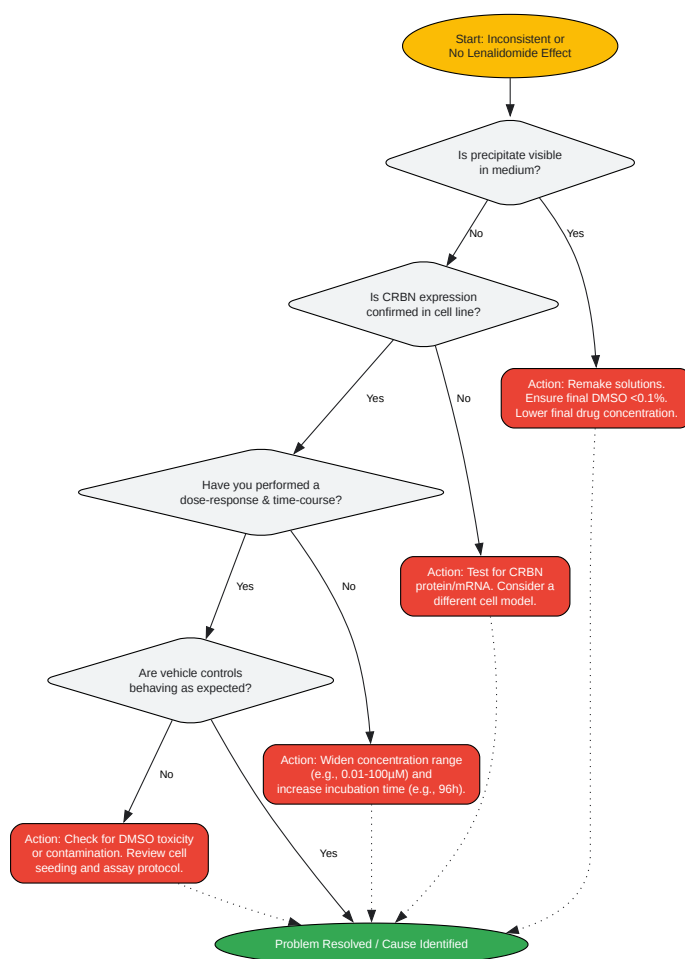 Start: Inconsistent or
No Lenalidomide Effect
Is precipitate visible
in medium?
No
Yes
Is CRBN expression
confirmed in cell line?
Action: Remake solutions.
Ensure final DMSO <0.1%.
Lower final drug concentration.
Yes
No
Have you performed a
dose-response & time-course?
Action: Test for CRBN
protein/mRNA. Consider a
different cell model.
Yes
No
Are vehicle controls
behaving as expected?
Action: Widen concentration range
(e.g., 0.01-100µM) and
increase incubation time (e.g., 96h).
No
Yes
Action: Check for DMSO toxicity
or contamination. Review cell
seeding and assay protocol.
Problem Resolved / Cause Identified